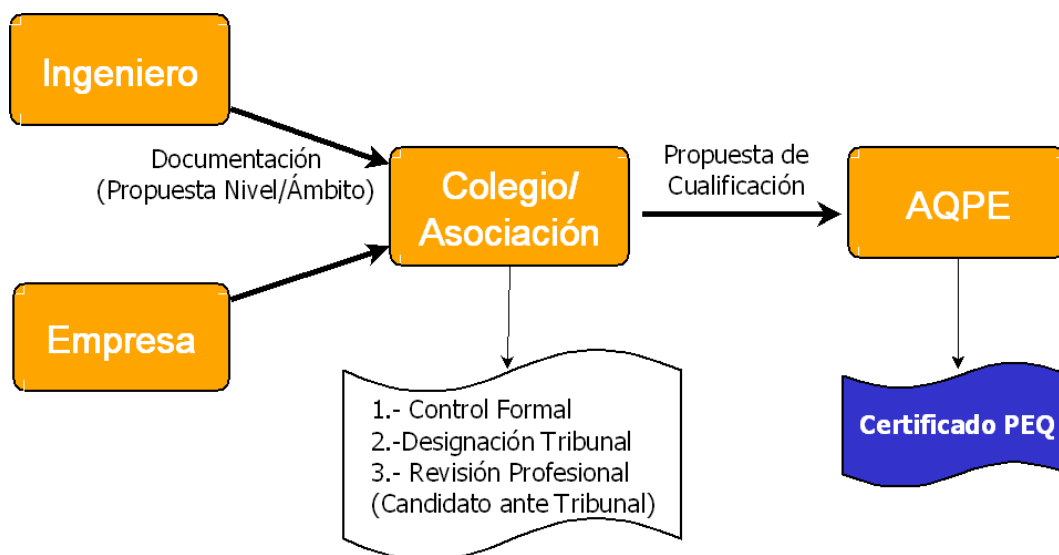 Ingeniero
Documentación
(Propuesta Nivel/Ámbito)
Empresa
Colegio/
Asociación
Propuesta de
Cualificación
AQPE
1.- Control Formal
2.-Designación Tribunal
3.- Revisión Profesional
(Candidato ante Tribunal)
Certificado PEQ